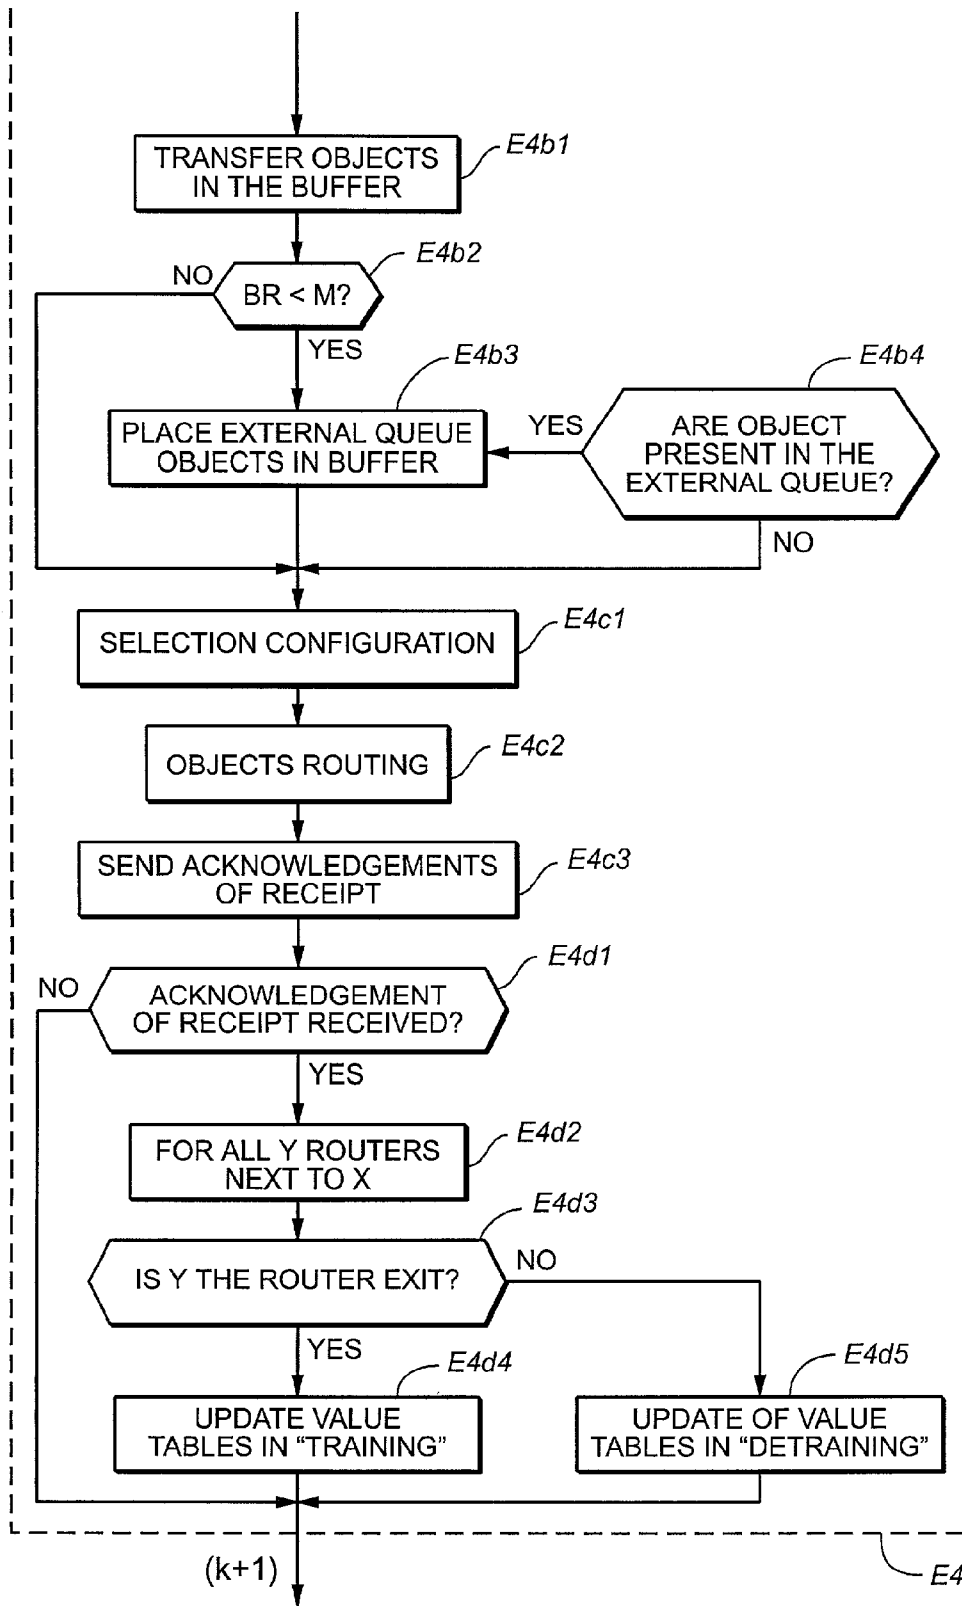 E4b1
TRANSFER OBJECTS
IN THE BUFFER
E4b2
NO
BR < M?
YES
E4b3
E4b4
PLACE EXTERNAL QUEUE
OBJECTS IN BUFFER
YES
ARE OBJECT
PRESENT IN THE
EXTERNAL QUEUE?
NO
E4c1
SELECTION CONFIGURATION
E4c2
OBJECTS ROUTING
E4c3
SEND ACKNOWLEDGEMENTS
OF RECEIPT
E4d1
NO
ACKNOWLEDGEMENT
OF RECEIPT RECEIVED?
YES
E4d2
FOR ALL Y ROUTERS
NEXT TO X
E4d3
IS Y THE ROUTER EXIT?
NO
YES
E4d4
E4d5
UPDATE VALUE
TABLES IN “TRAINING”
UPDATE OF VALUE
TABLES IN “DETRAINING”
(k+1)
E4